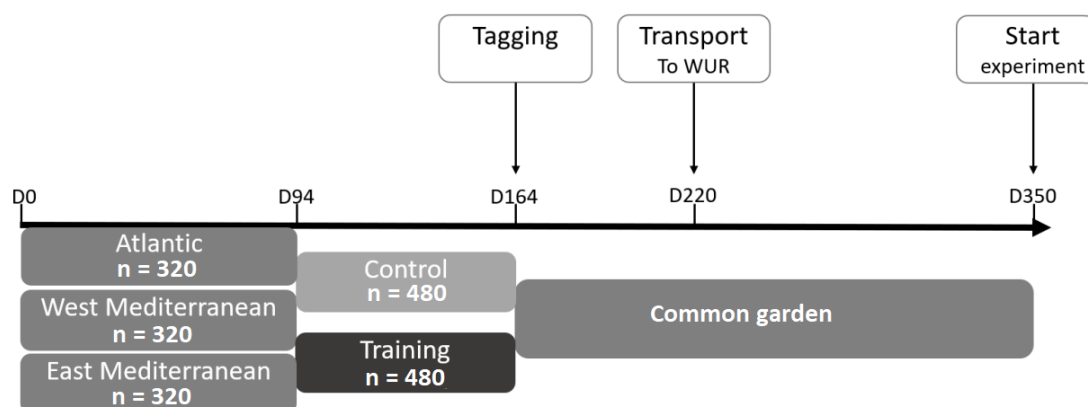 Tagging
Transport
To WUR
Start
experiment
D0
D94
D164
D220
D350
Atlantic
n = 320
West Mediterranean
n = 320
East Mediterranean
n = 320
Control
n = 480
Training
n = 480
Common garden